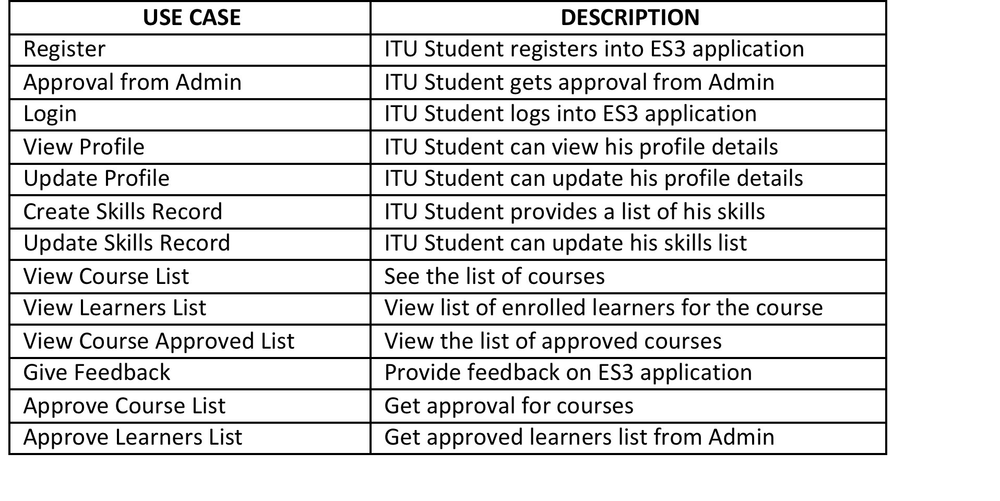 USE CASE DESCRIPTION
Register ITU Student registers into ES3 application
Approval from Admin ITU Student gets approval from Admin
Login ITU Student logs into ES3 application
View Profile ITU Student can view his profile details
Update Profile ITU Student can update his profile details
Create Skills Record ITU Student provides a list of his skills
Update Skills Record ITU Student can update his skills list
View Course List See the list of courses
View Learners List View list of enrolled learners for the course
View Course Approved List View the list of approved courses
Give Feedback Provide feedback on ES3 application
Approve Course List Get approval for courses
Approve Learners List Get approved learners list from Admin